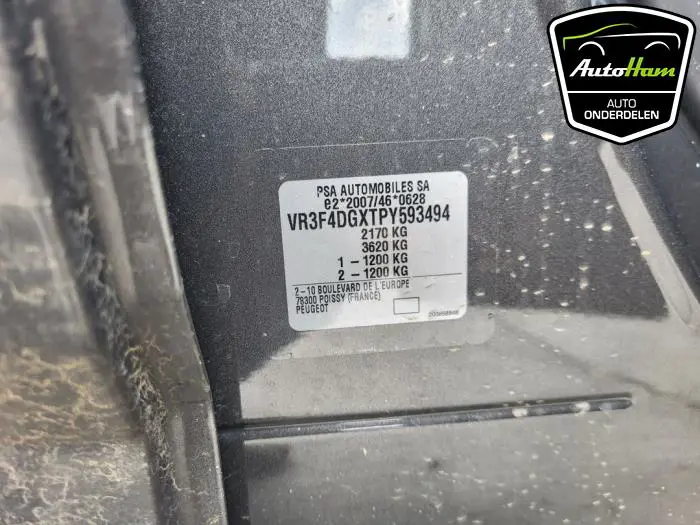 AutoHam
AUTO
ONDERDELEN
PSA AUTOMOBILES SA
e2*2007/46*0628
VR3F4DGXTPY593494
2170 KG
3620 KG
1 – 1200 KG
2 – 1200 KG
2-10 BOULEVARD DE L'EUROPE
78300 POISSY (FRANCE)
PEUGEOT